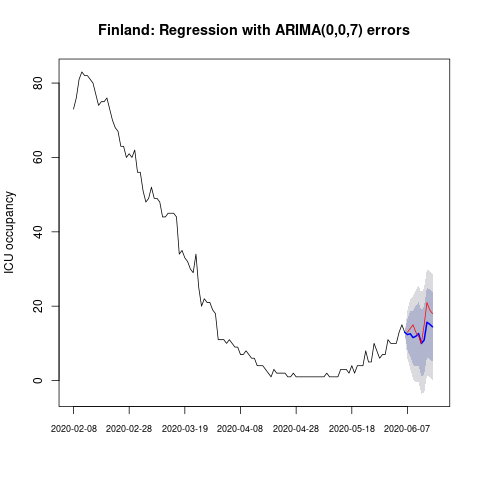 Finland: Regression with ARIMA(0,0,7) errors
ICU occupancy
80
60
40
20
0
2020-02-08 2020-02-28 2020-03-19 2020-04-08 2020-04-28 2020-05-18 2020-06-07